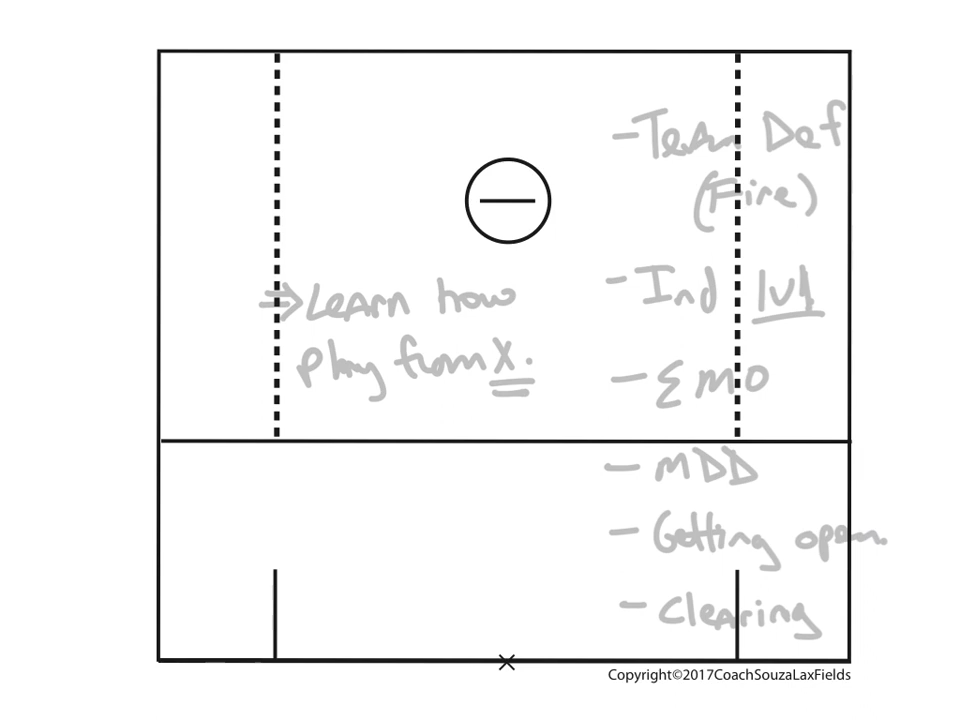 - Team Def
(Fire)
- Ind 1v1
⇒ Learn how
play from X.
- EMO
- MDD
- Getting open.
- Clearing
Copyright©2017CoachSouzaLaxFields